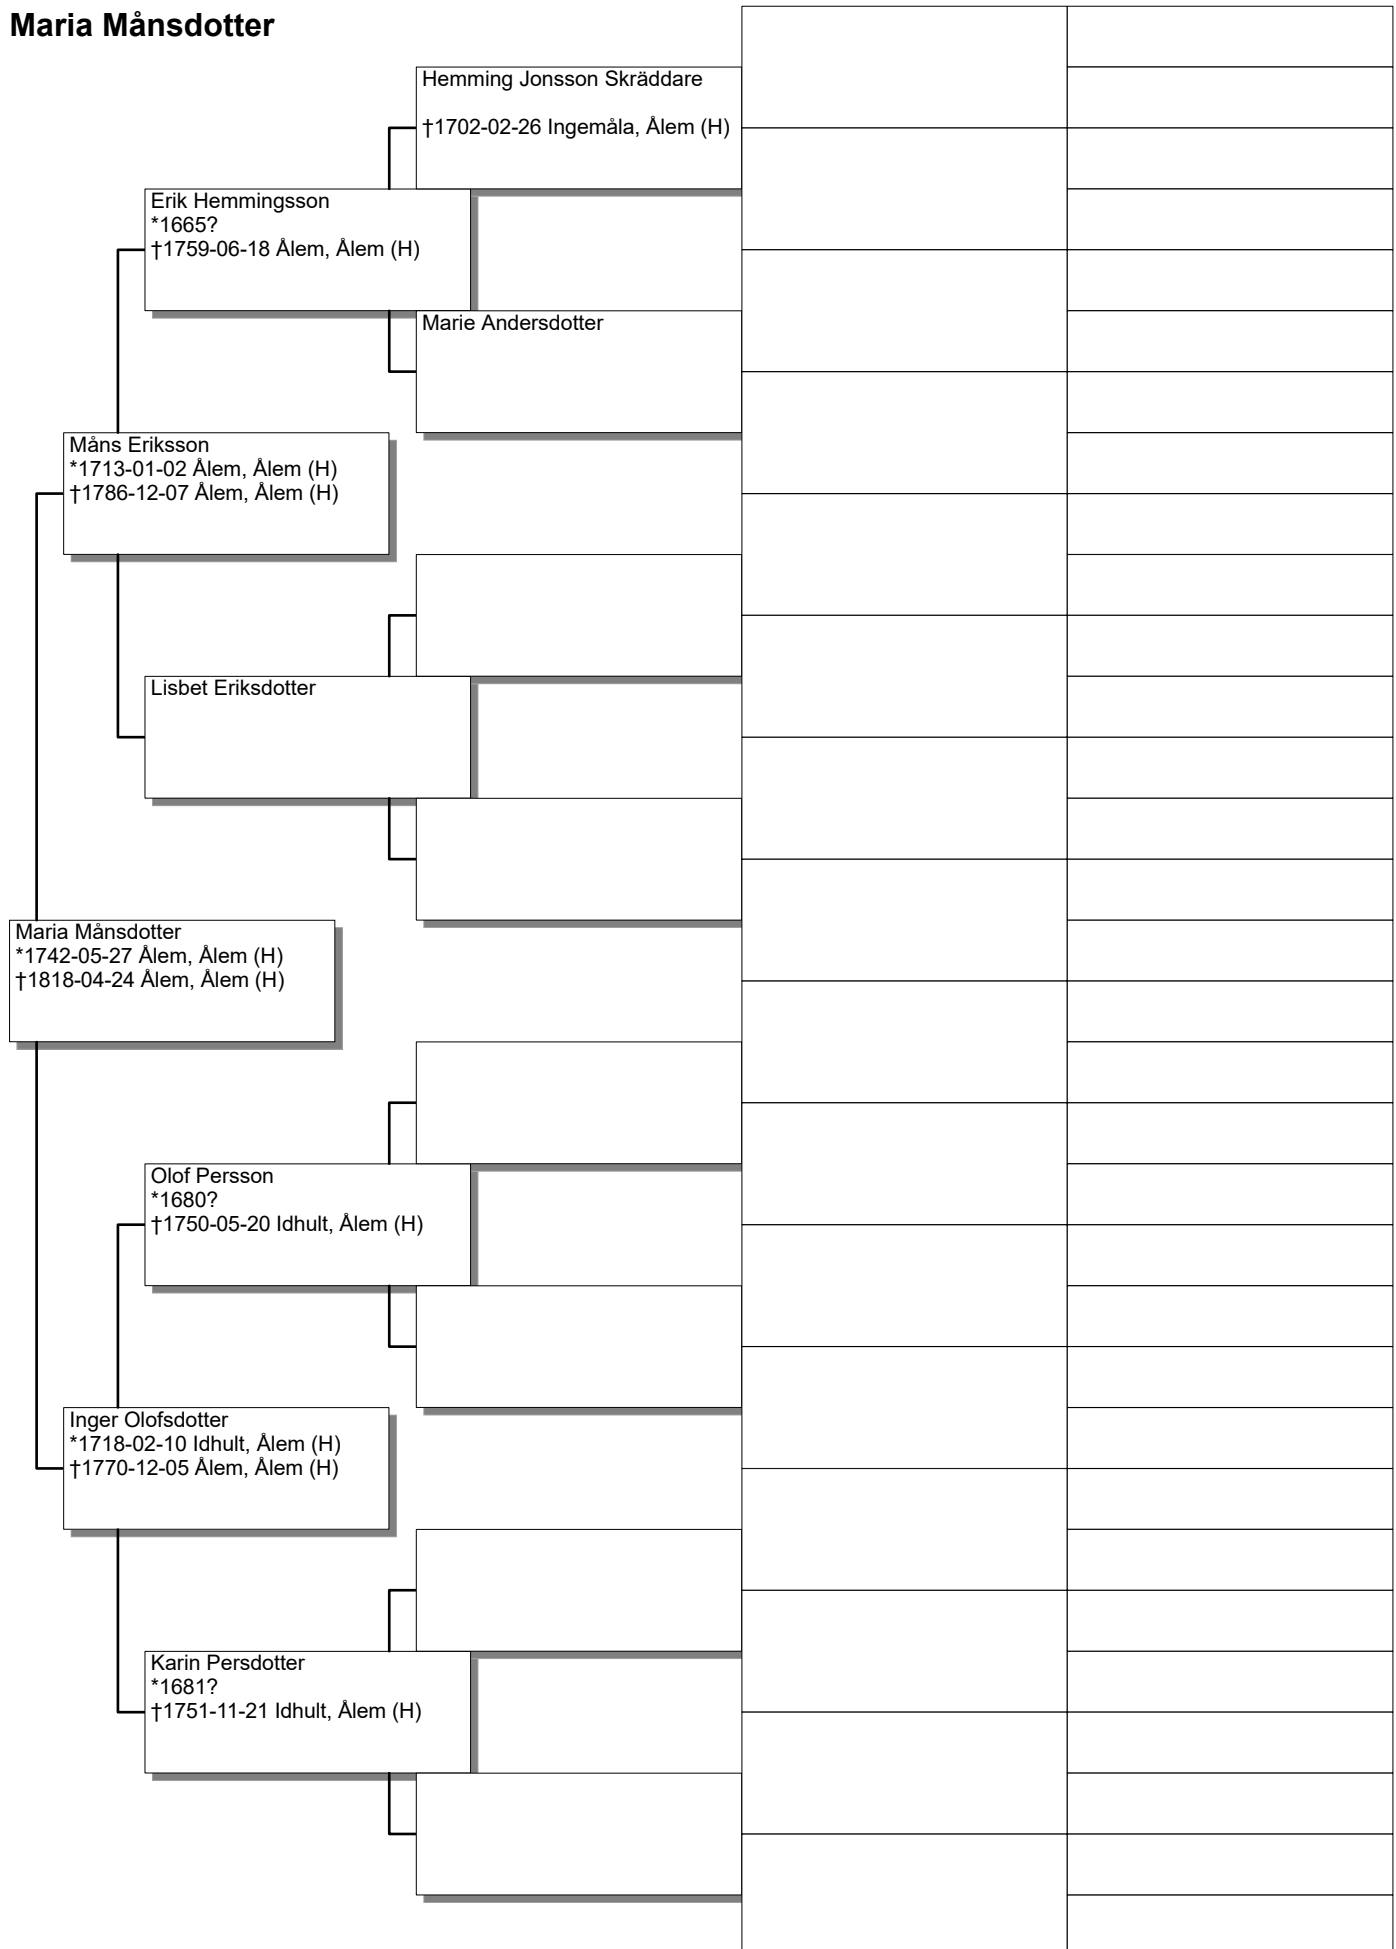 Maria Månsdotter
Hemming Jonsson Skräddare
†1702-02-26 Ingemåla, Ålem (H)
Erik Hemmingsson
*1665?
†1759-06-18 Ålem, Ålem (H)
Marie Andersdotter
Måns Eriksson
*1713-01-02 Ålem, Ålem (H)
†1786-12-07 Ålem, Ålem (H)
Lisbet Eriksdotter
Maria Månsdotter
*1742-05-27 Ålem, Ålem (H)
†1818-04-24 Ålem, Ålem (H)
Olof Persson
*1680?
†1750-05-20 Idhult, Ålem (H)
Inger Olofsdotter
*1718-02-10 Idhult, Ålem (H)
†1770-12-05 Ålem, Ålem (H)
Karin Persdotter
*1681?
†1751-11-21 Idhult, Ålem (H)